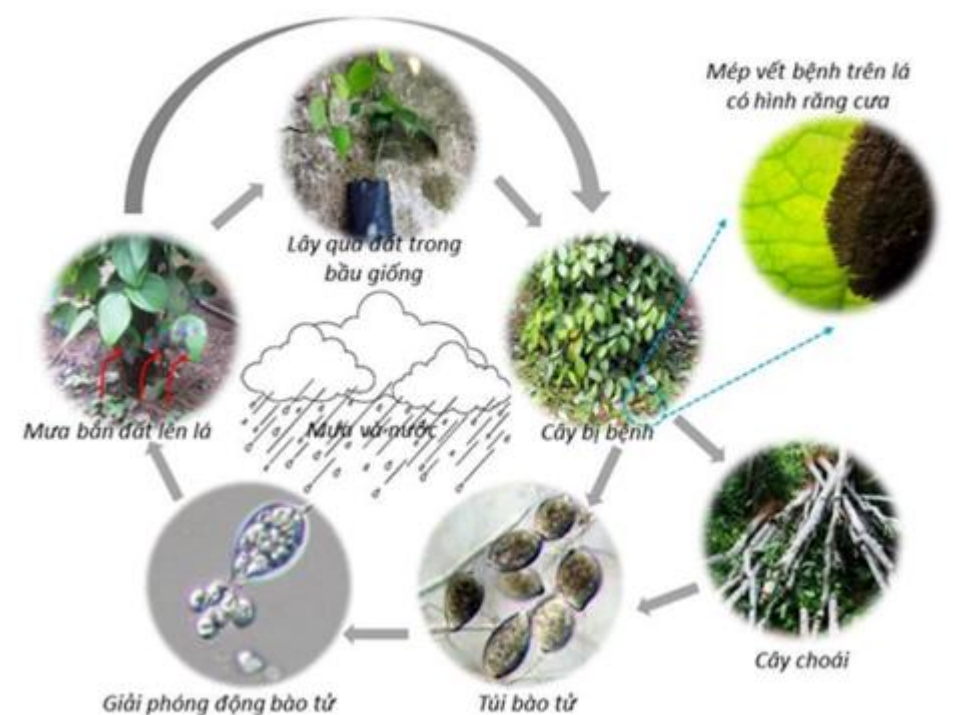 Mép vết bệnh trên lá
có hình răng cưa
Lây qua đất trong
bầu giống
Mưa bắn đất lên lá
Mưa và nước
Cây bị bệnh
Cây choái
Giải phóng động bào tử
Túi bào tử